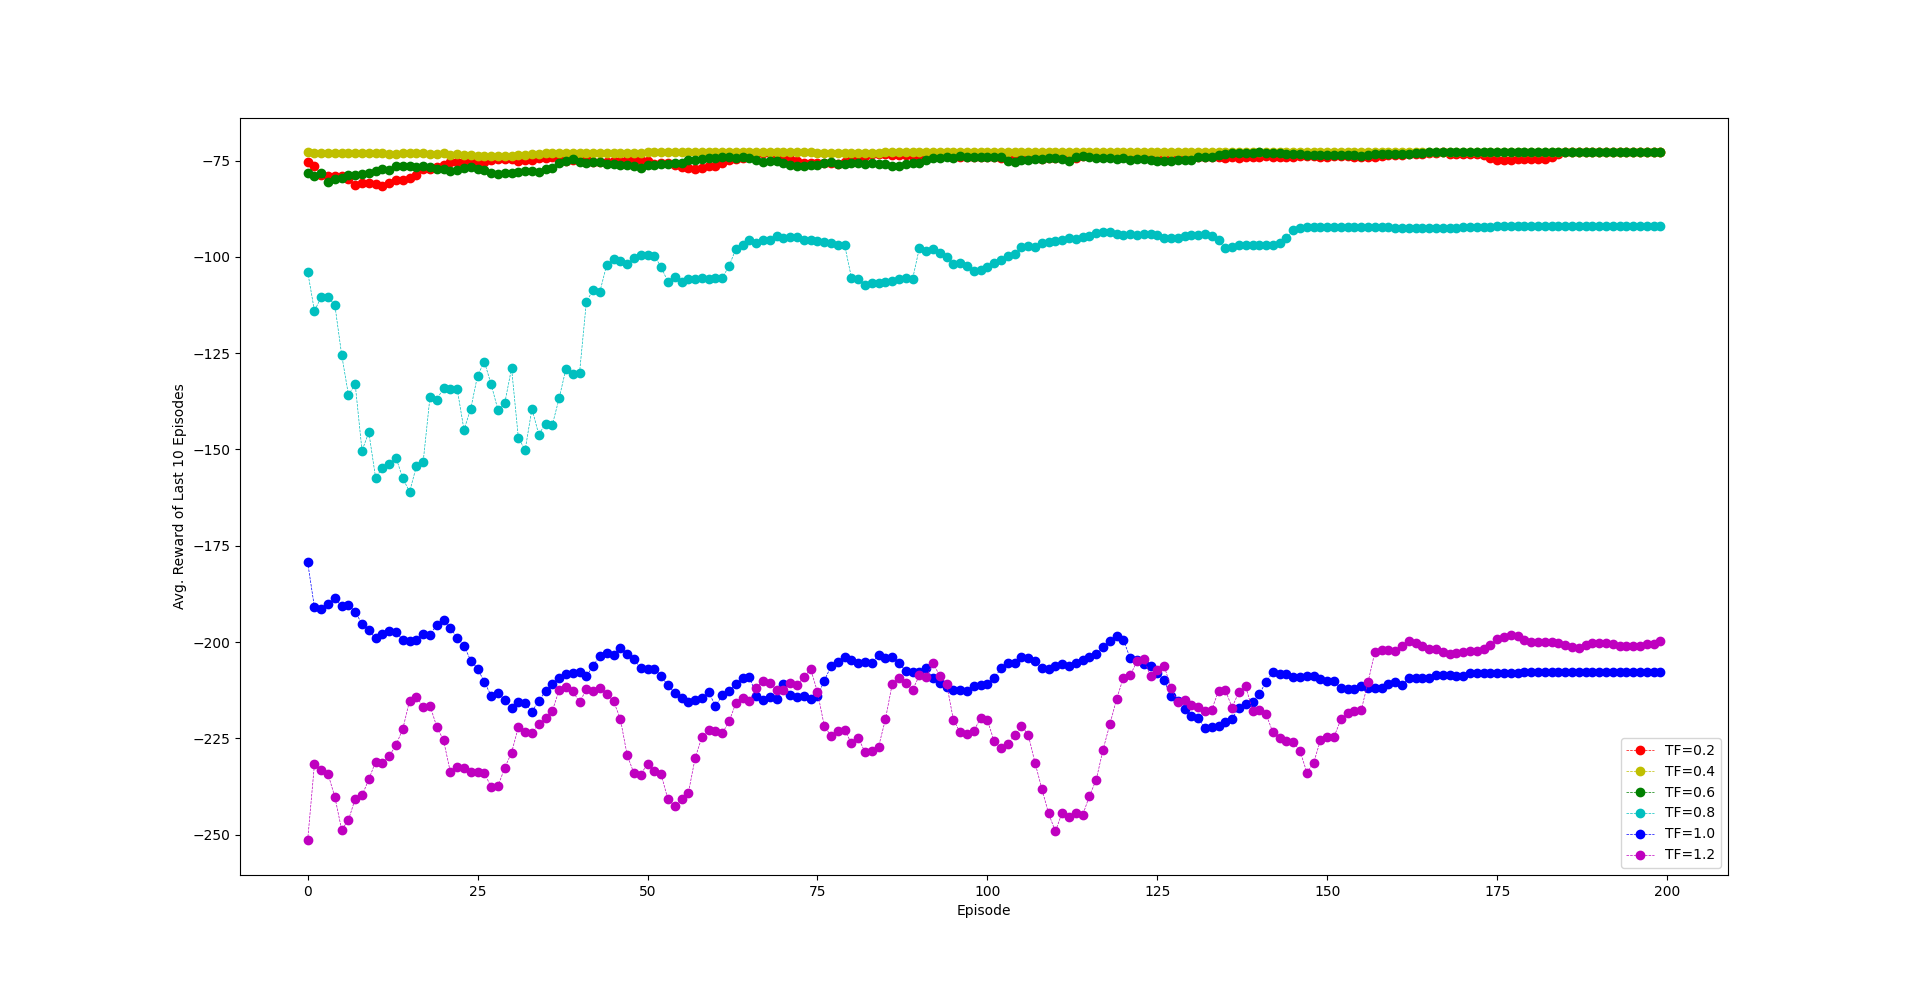 −75
−100
−125
−150
−175
−200
−225
−250
Avg. Reward of Last 10 Episodes
0 25 50 75 100 125 150 175 200
Episode
TF=0.2
TF=0.4
TF=0.6
TF=0.8
TF=1.0
TF=1.2